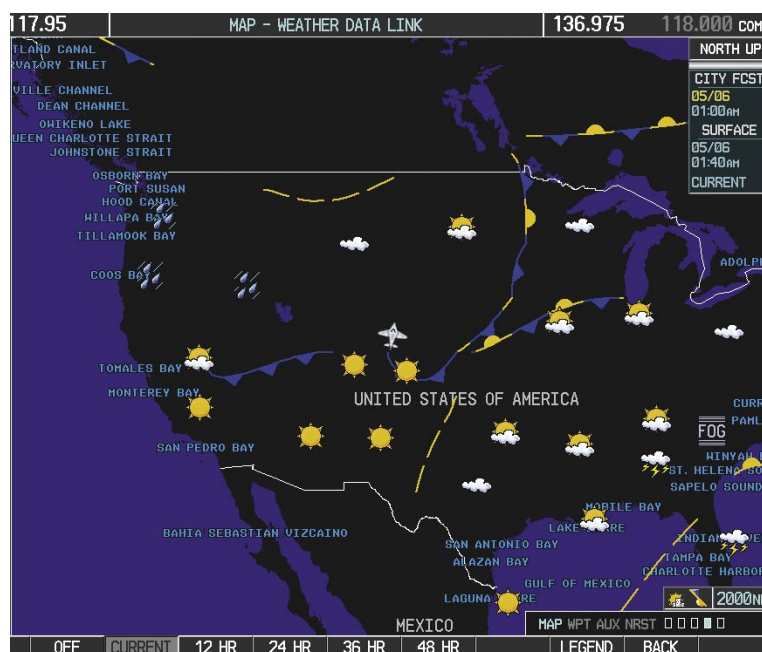 117.95 MAP - WEATHER DATA LINK 136.975 118.000 COM
NORTH UP
TLAND CANAL
RVATORY INLET
CITY FCST
05/06
01:00AM
VILLE CHANNEL
DEAN CHANNEL
OWIKENO LAKE
SURFACE
UEEN CHARLOTTE STRAIT
JOHNSTONE STRAIT
05/06
01:40AM
CURRENT
OSBORN BAY
PORT SUSAN
HOOD CANAL
WILLAPA BAY
TILLAMOOK BAY
COOS BAY
ADOLPH
TOMALES BAY
MONTEREY BAY
UNITED STATES OF AMERICA
CURR
PAML
FOG
SAN PEDRO BAY
WINYAH
ST. HELENA SO
SAPELO SOUND
MOBILE BAY
BAHIA SEBASTIAN VIZCAINO
LAKE
RE
INDIAN
VE
SAN ANTONIO BAY
TAMPA BAY
ALAZAN BAY
CHARLOTTE HARBOR
GULF OF MEXICO
LAGUNA
RE
2000N
MEXICO
MAP WPT AUX NRST
OFF CURRENT 12 HR 24 HR 36 HR 48 HR LEGEND BACK